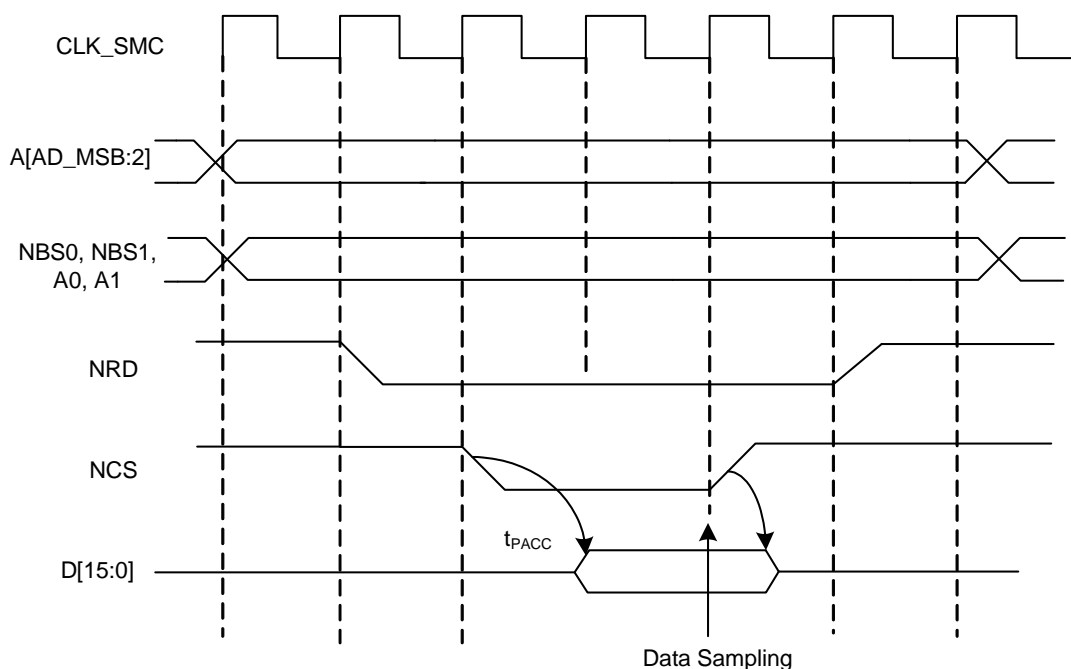 CLK_SMC
A[AD_MSB:2]
NBS0, NBS1,
A0, A1
NRD
NCS
tPACC
D[15:0]
Data Sampling